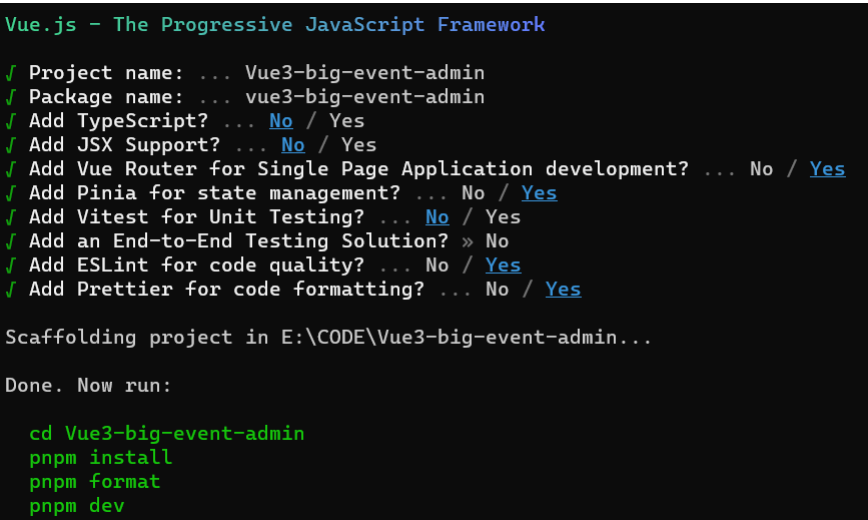 Vue.js - The Progressive JavaScript Framework
√ Project name: ... Vue3-big-event-admin
√ Package name: ... vue3-big-event-admin
√ Add TypeScript? ... No / Yes
√ Add JSX Support? ... No / Yes
√ Add Vue Router for Single Page Application development? ... No / Yes
√ Add Pinia for state management? ... No / Yes
√ Add Vitest for Unit Testing? ... No / Yes
√ Add an End-to-End Testing Solution? » No
√ Add ESLint for code quality? ... No / Yes
√ Add Prettier for code formatting? ... No / Yes
Scaffolding project in E:\CODE\Vue3-big-event-admin...
Done. Now run:
cd Vue3-big-event-admin
pnpm install
pnpm format
pnpm dev